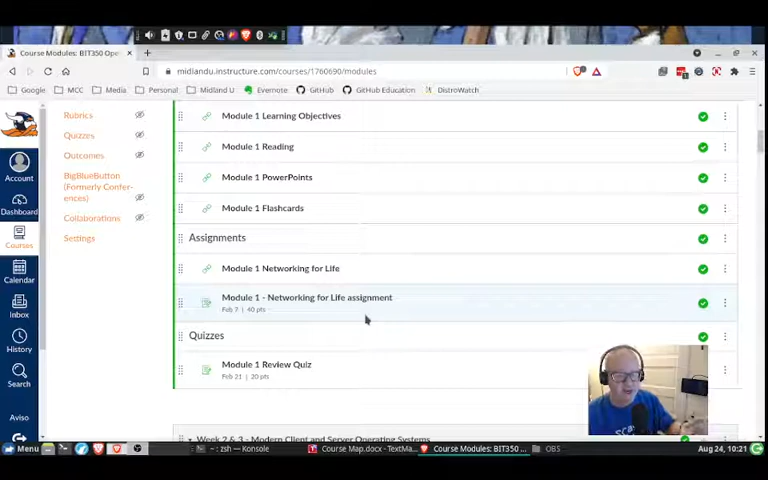 Course Modules: BIT350 Ope
midlandu.instructure.com/courses/1760690/modules
Google MCC Media Personal Midland U Evernote GitHub GitHub Education DistroWatch
Rubrics
Quizzes
Outcomes
BigBlueButton
(Formerly Confer-
ences)
Collaborations
Settings
Account
Dashboard
Courses
Calendar
Inbox
History
Search
Aviso
Module 1 Learning Objectives
Module 1 Reading
Module 1 PowerPoints
Module 1 Flashcards
Assignments
Module 1 Networking for Life
Module 1 - Networking for Life assignment
Feb 7 | 40 pts
Quizzes
Module 1 Review Quiz
Feb 21 | 20 pts
Week 2 & 3 - Modern Client and Server Operating Systems
Menu ~ : zsh — Konsole Course Map.docx - TextMa... Course Modules: BIT350 ... OBS Aug 24, 10:21